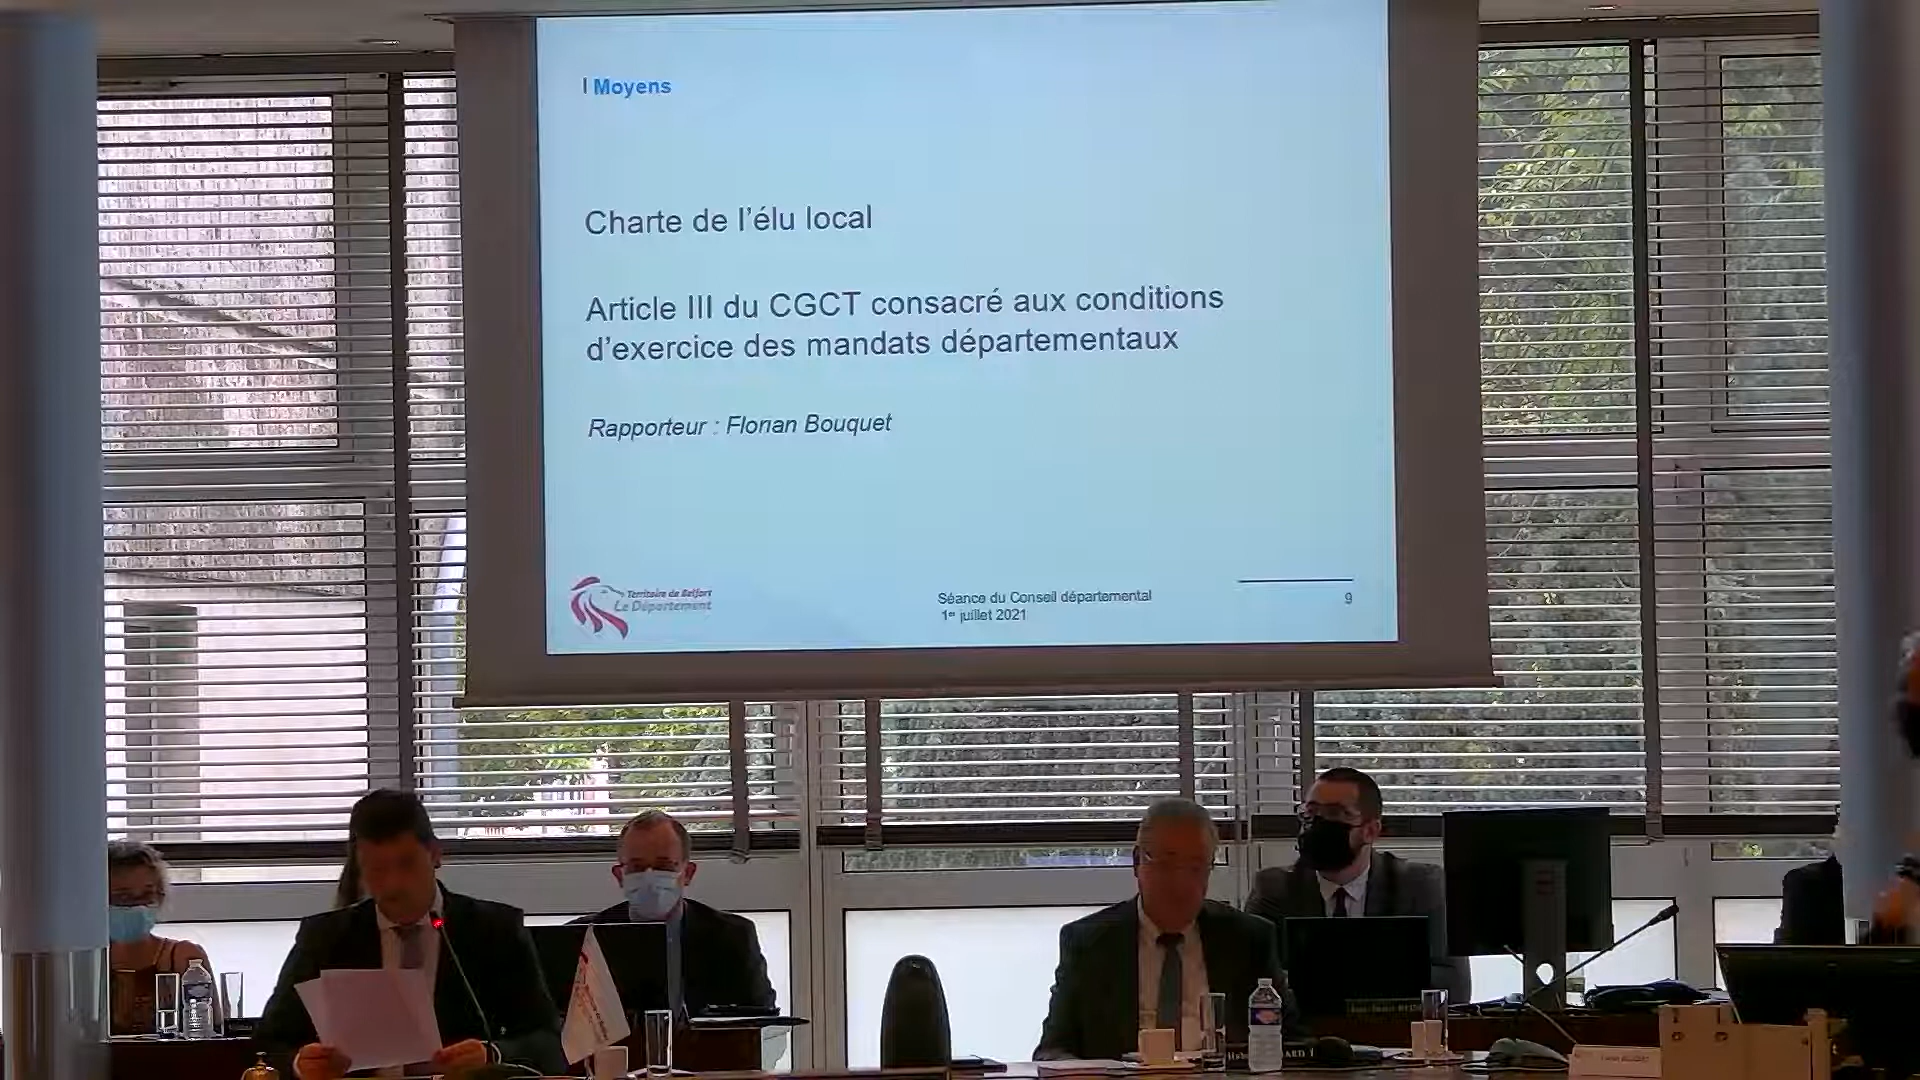 I Moyens
Charte de l'élu local
Article III du CGCT consacré aux conditions
d'exercice des mandats départementaux
Rapporteur : Florian Bouquet
Territoire de Belfort
Le Département
Séance du Conseil départemental
1er juillet 2021
9